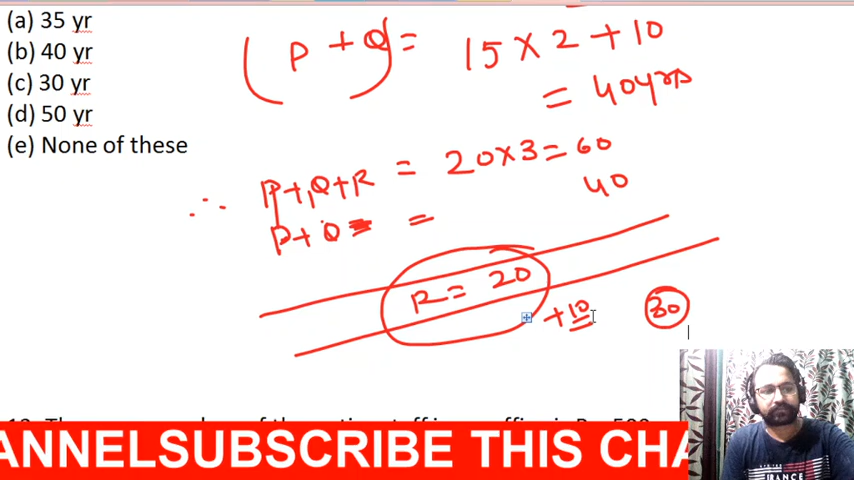 (a) 35 yr
(b) 40 yr
(c) 30 yr
(d) 50 yr
(e) None of these
(P + Q) = 15 × 2 + 10
= 40yrs
∴ P+Q+R = 20×3 = 60
P+Q = 40
R = 20
+10
30
ANNELSUBSCRIBE THIS CHA